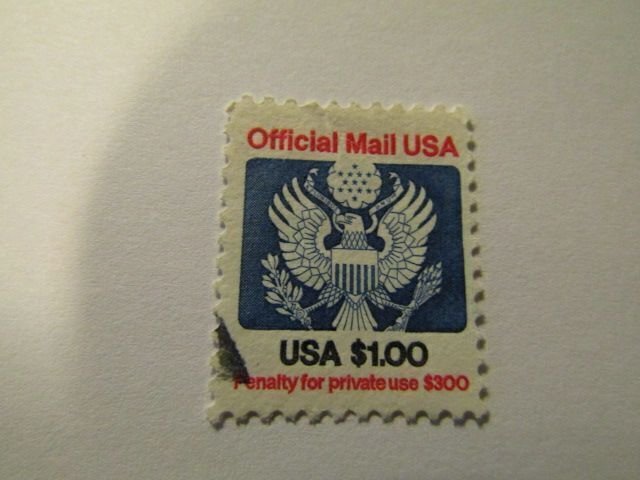 Official Mail USA
USA $1.00
Penalty for private use $300